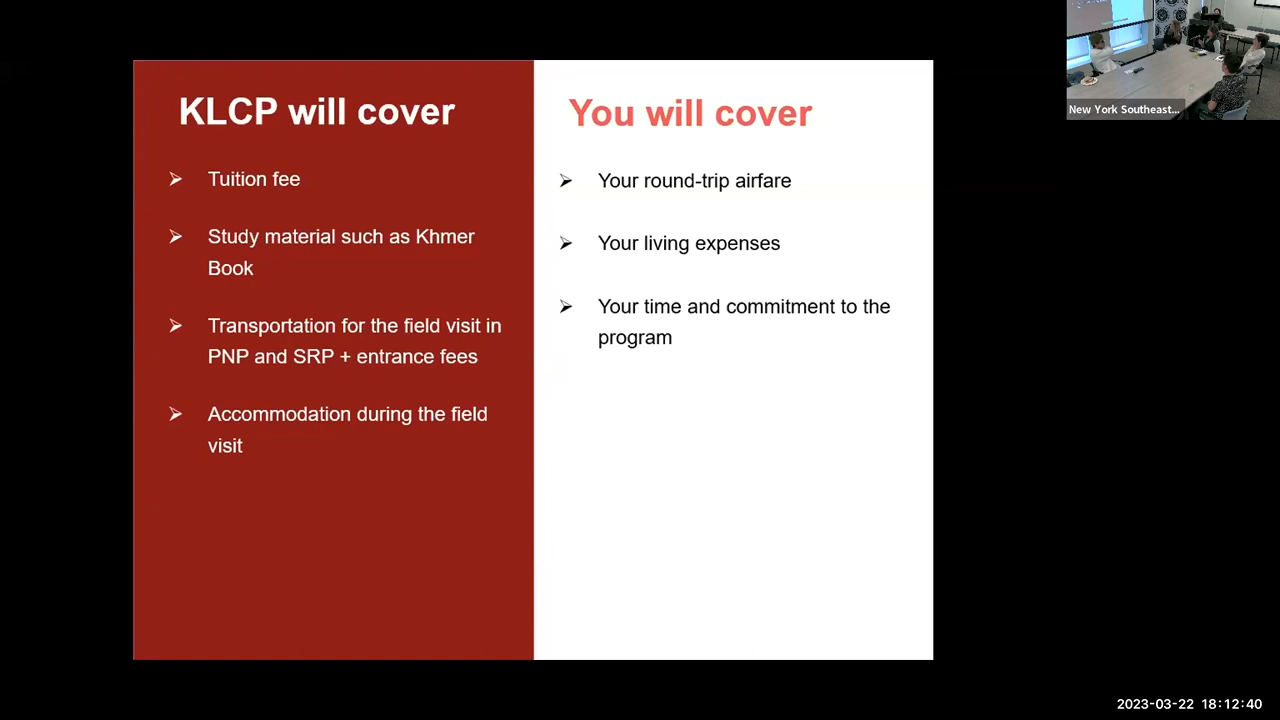 KLCP will cover
Tuition fee
Study material such as Khmer
Book
Transportation for the field visit in
PNP and SRP + entrance fees
Accommodation during the field
visit
You will cover
Your round-trip airfare
Your living expenses
Your time and commitment to the
program
New York Southeast...
2023-03-22 18:12:40